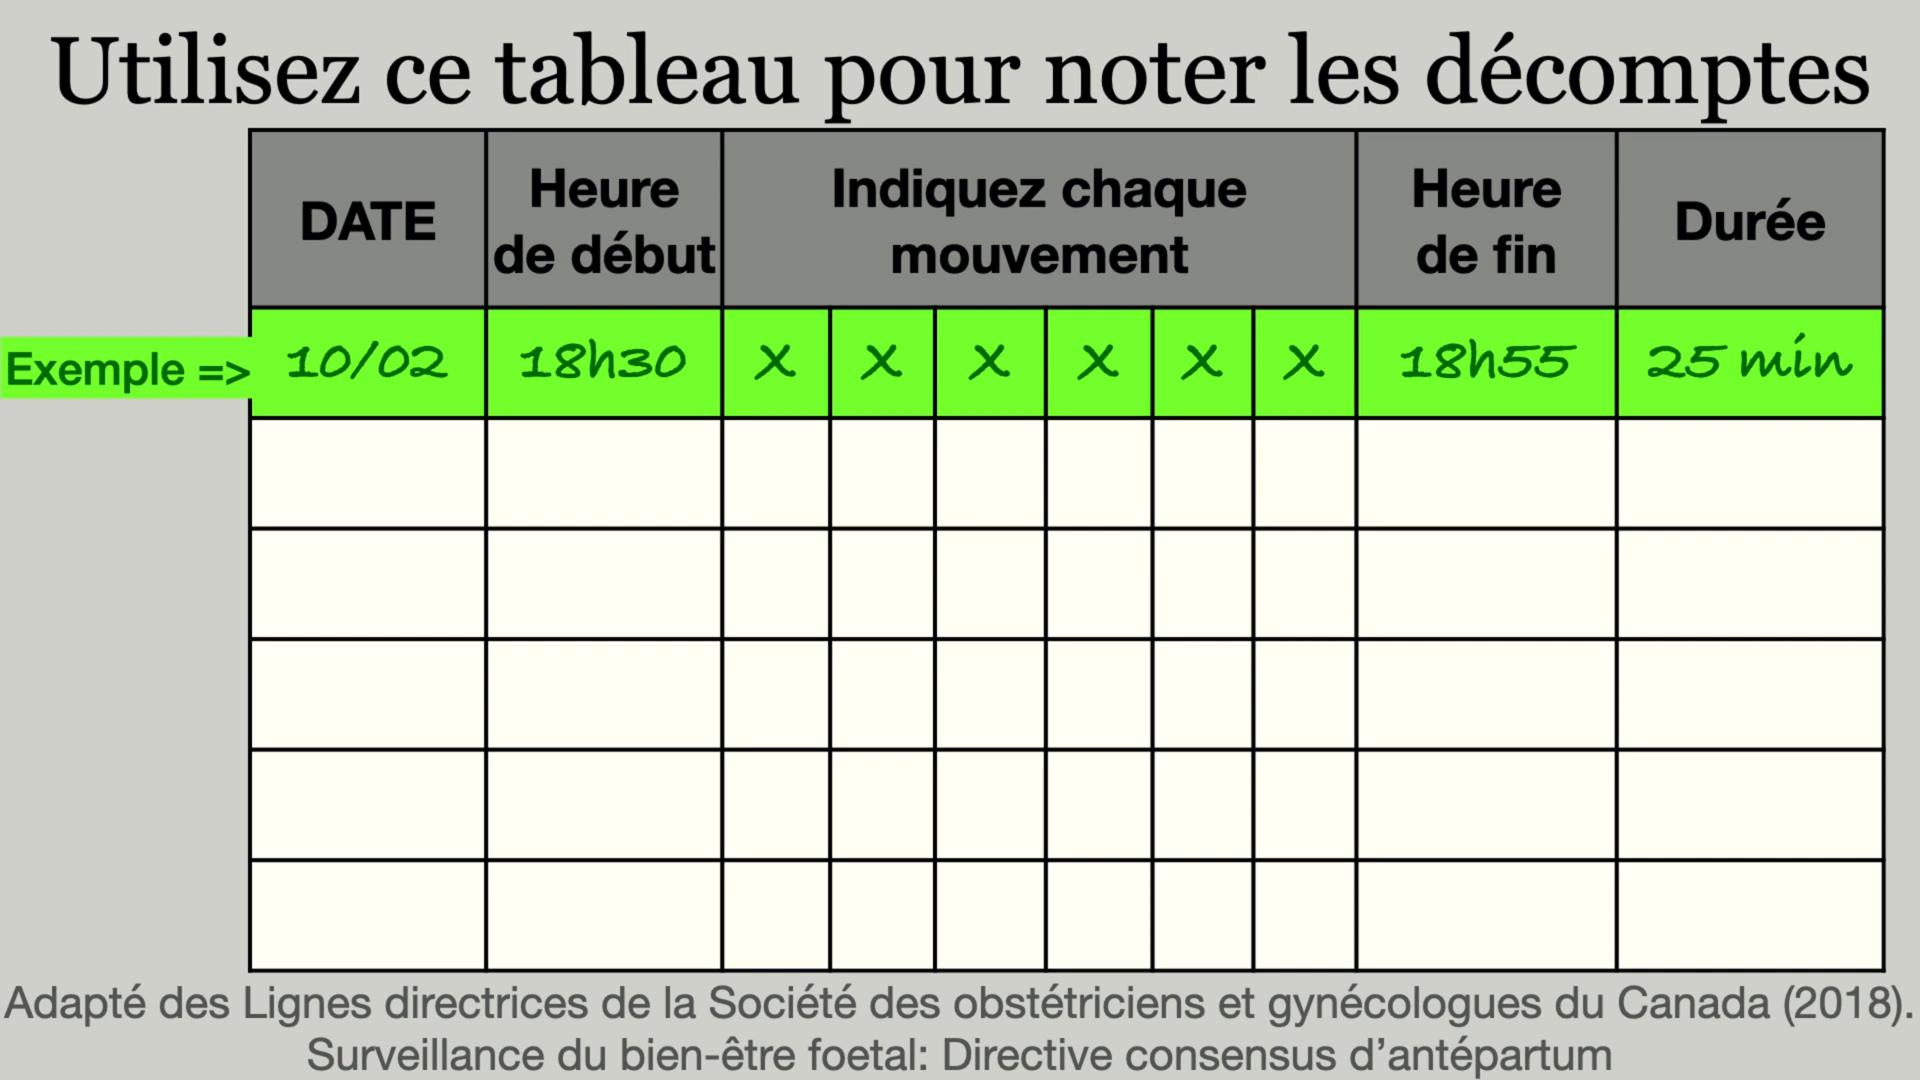 Utilisez ce tableau pour noter les décomptes
DATE
Heure
de début
Indiquez chaque
mouvement
Heure
de fin
Durée
Exemple => 10/02 18h30 X X X X X X 18h55 25 min
Adapté des Lignes directrices de la Société des obstétriciens et gynécologues du Canada (2018).
Surveillance du bien-être foetal: Directive consensus d’antépartum